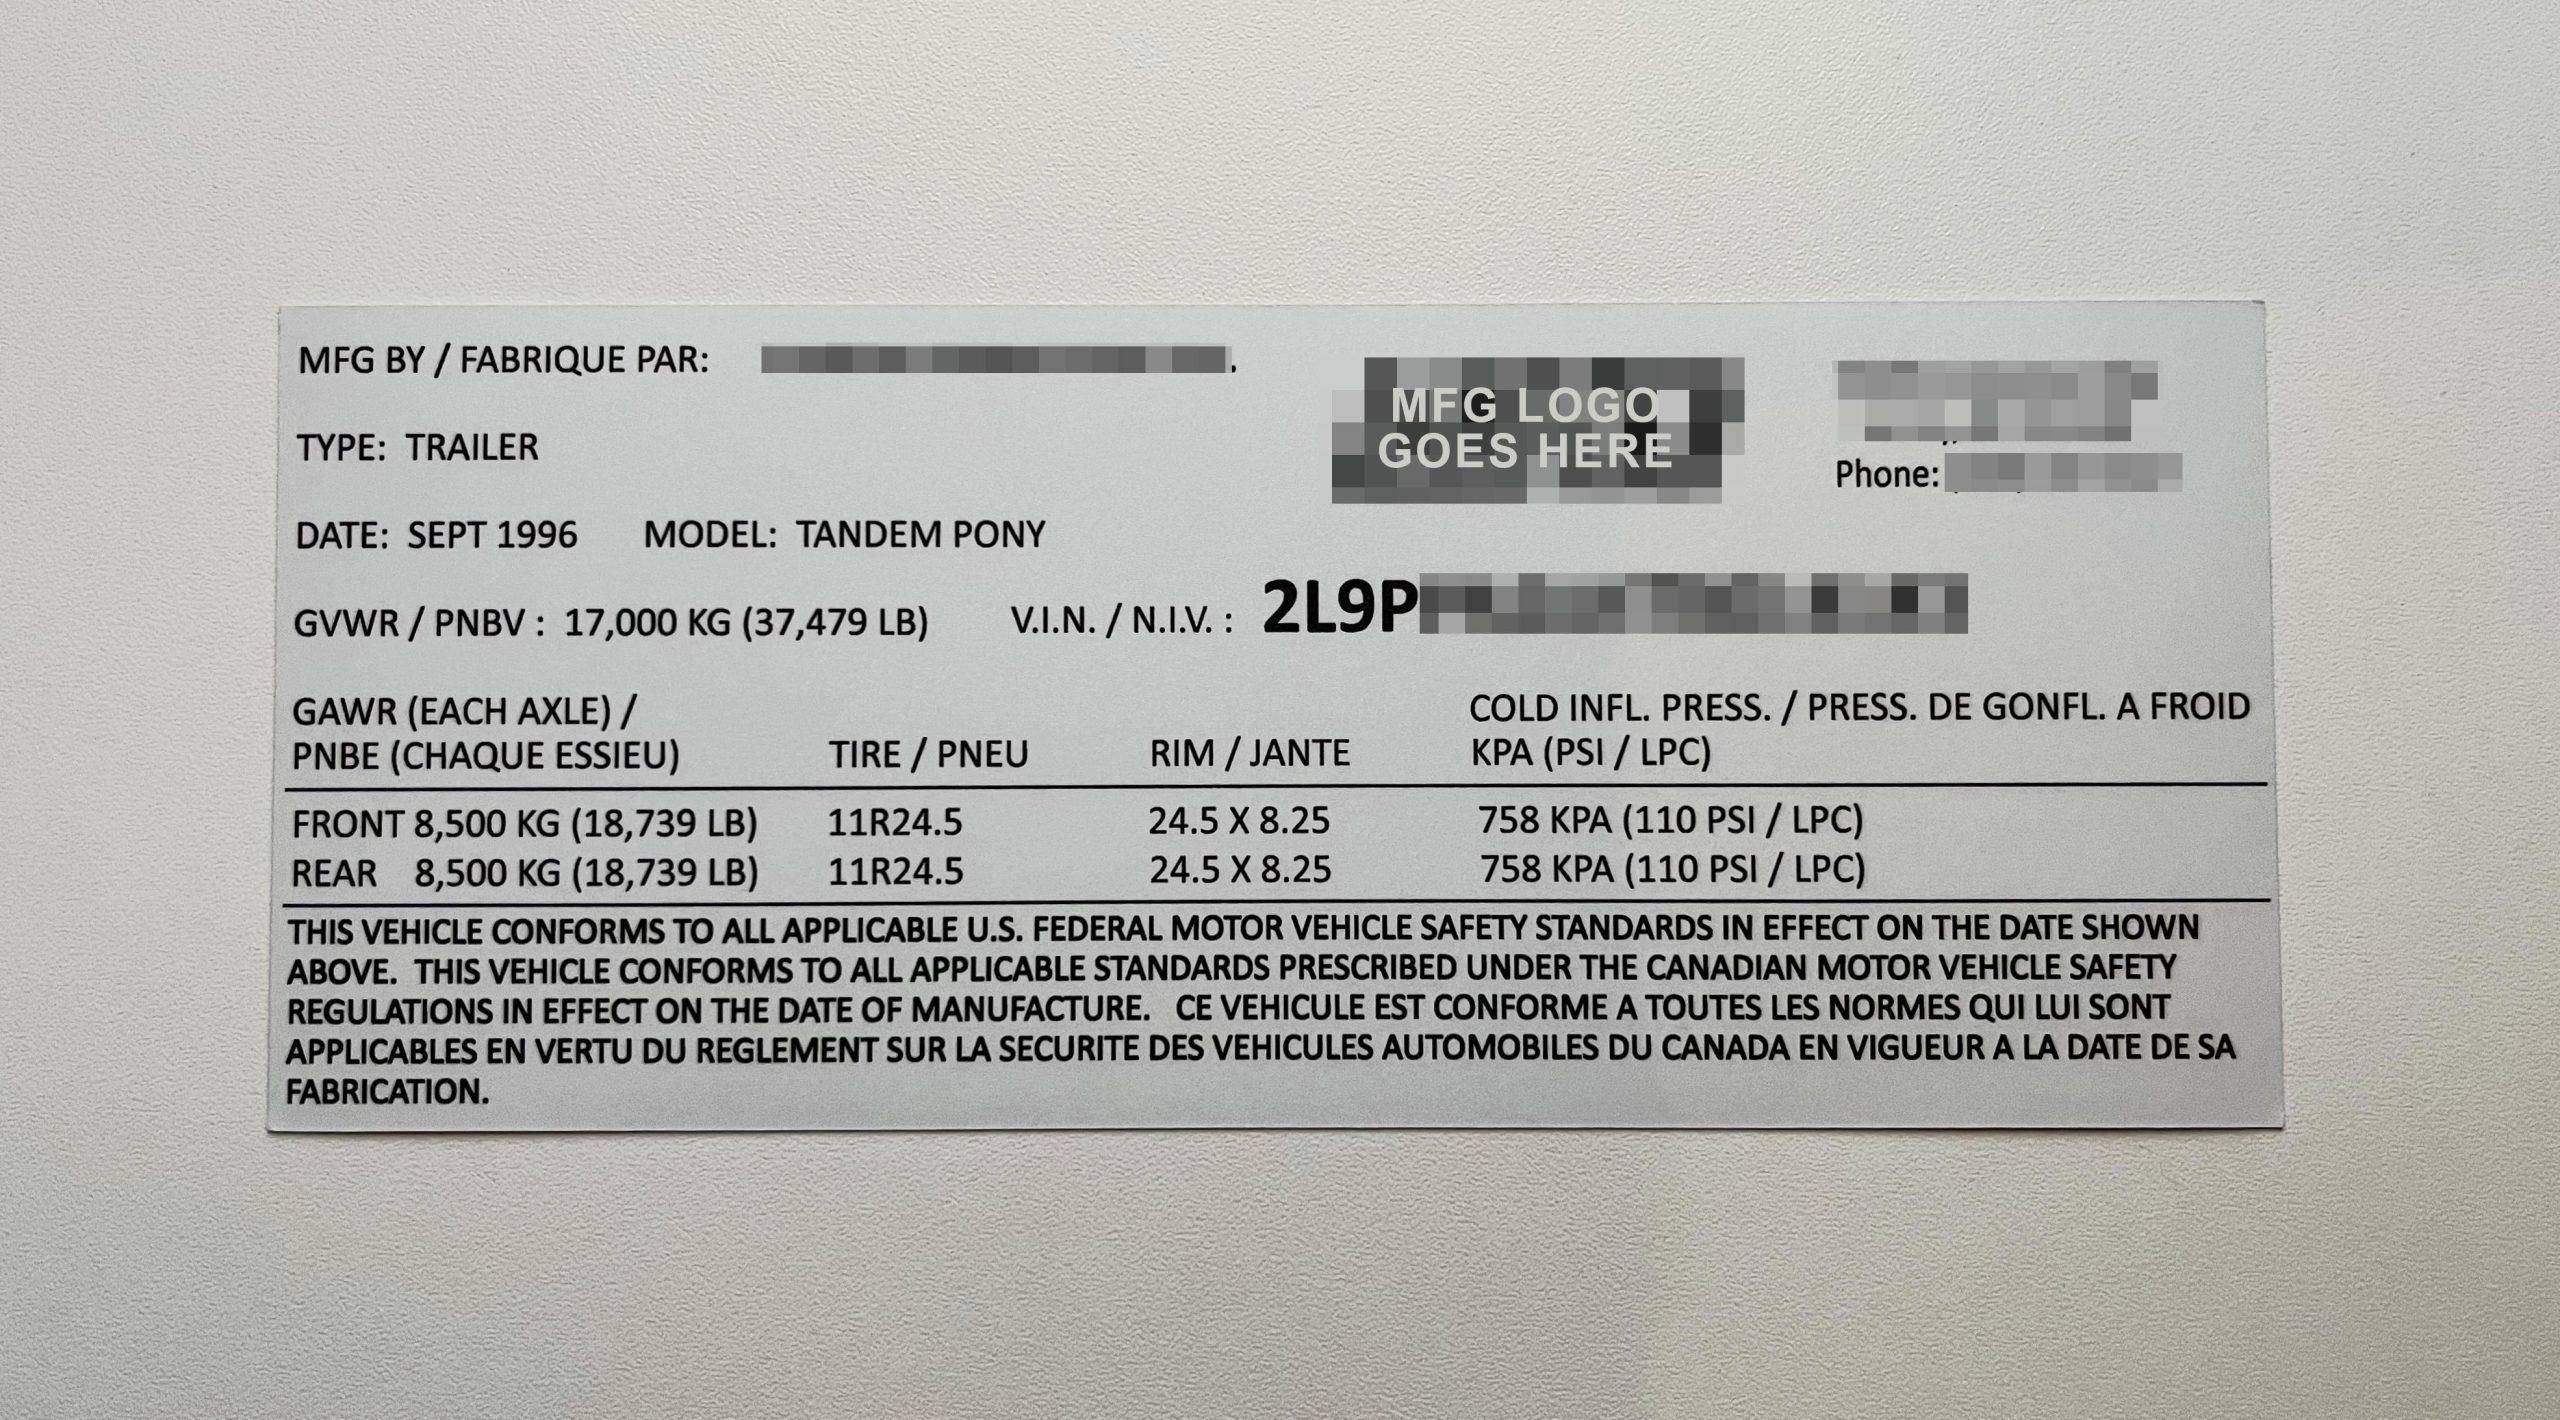 MFG BY / FABRIQUE PAR:
MFG LOGO
GOES HERE
TYPE: TRAILER
Phone:
DATE: SEPT 1996 MODEL: TANDEM PONY
GVWR / PNBV : 17,000 KG (37,479 LB) V.I.N. / N.I.V. : 2L9P
GAWR (EACH AXLE) /
PNBE (CHAQUE ESSIEU) TIRE / PNEU RIM / JANTE
COLD INFL. PRESS. / PRESS. DE GONFL. A FROID
KPA (PSI / LPC)
FRONT 8,500 KG (18,739 LB) 11R24.5 24.5 X 8.25 758 KPA (110 PSI / LPC)
REAR 8,500 KG (18,739 LB) 11R24.5 24.5 X 8.25 758 KPA (110 PSI / LPC)
THIS VEHICLE CONFORMS TO ALL APPLICABLE U.S. FEDERAL MOTOR VEHICLE SAFETY STANDARDS IN EFFECT ON THE DATE SHOWN
ABOVE. THIS VEHICLE CONFORMS TO ALL APPLICABLE STANDARDS PRESCRIBED UNDER THE CANADIAN MOTOR VEHICLE SAFETY
REGULATIONS IN EFFECT ON THE DATE OF MANUFACTURE. CE VEHICULE EST CONFORME A TOUTES LES NORMES QUI LUI SONT
APPLICABLES EN VERTU DU REGLEMENT SUR LA SECURITE DES VEHICULES AUTOMOBILES DU CANADA EN VIGUEUR A LA DATE DE SA
FABRICATION.